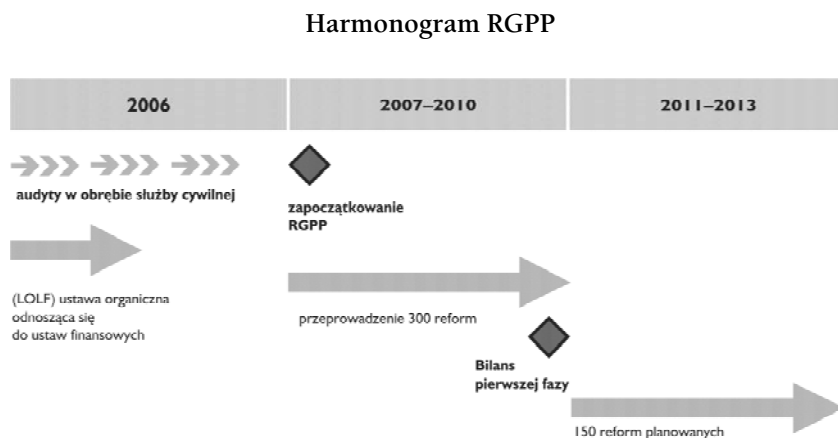 Harmonogram RGPP
2006
2007–2010
2011–2013
audyty w obrębie służby cywilnej
zapoczątkowanie
RGPP
(LOLF) ustawa organiczna
odnosząca się
do ustaw finansowych
przeprowadzenie 300 reform
Bilans
pierwszej fazy
150 reform planowanych